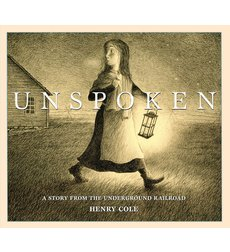 UNSPOKEN
A STORY FROM THE UNDERGROUND RAILROAD
HENRY COLE